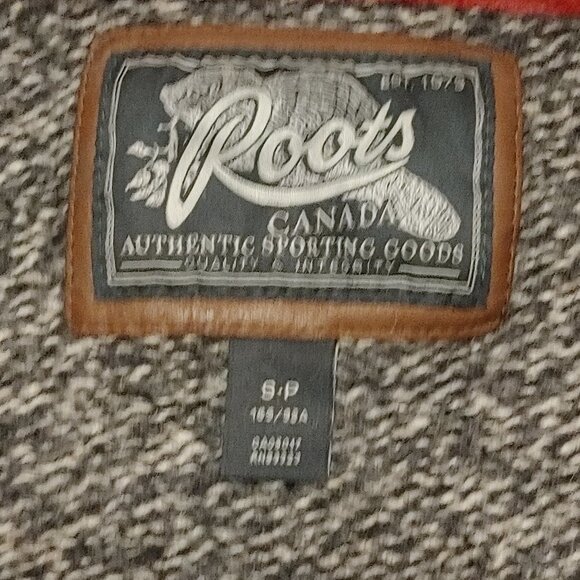 EST. 1973
Roots
CANADA
AUTHENTIC SPORTING GOODS
QUALITY & INTEGRITY
S·P